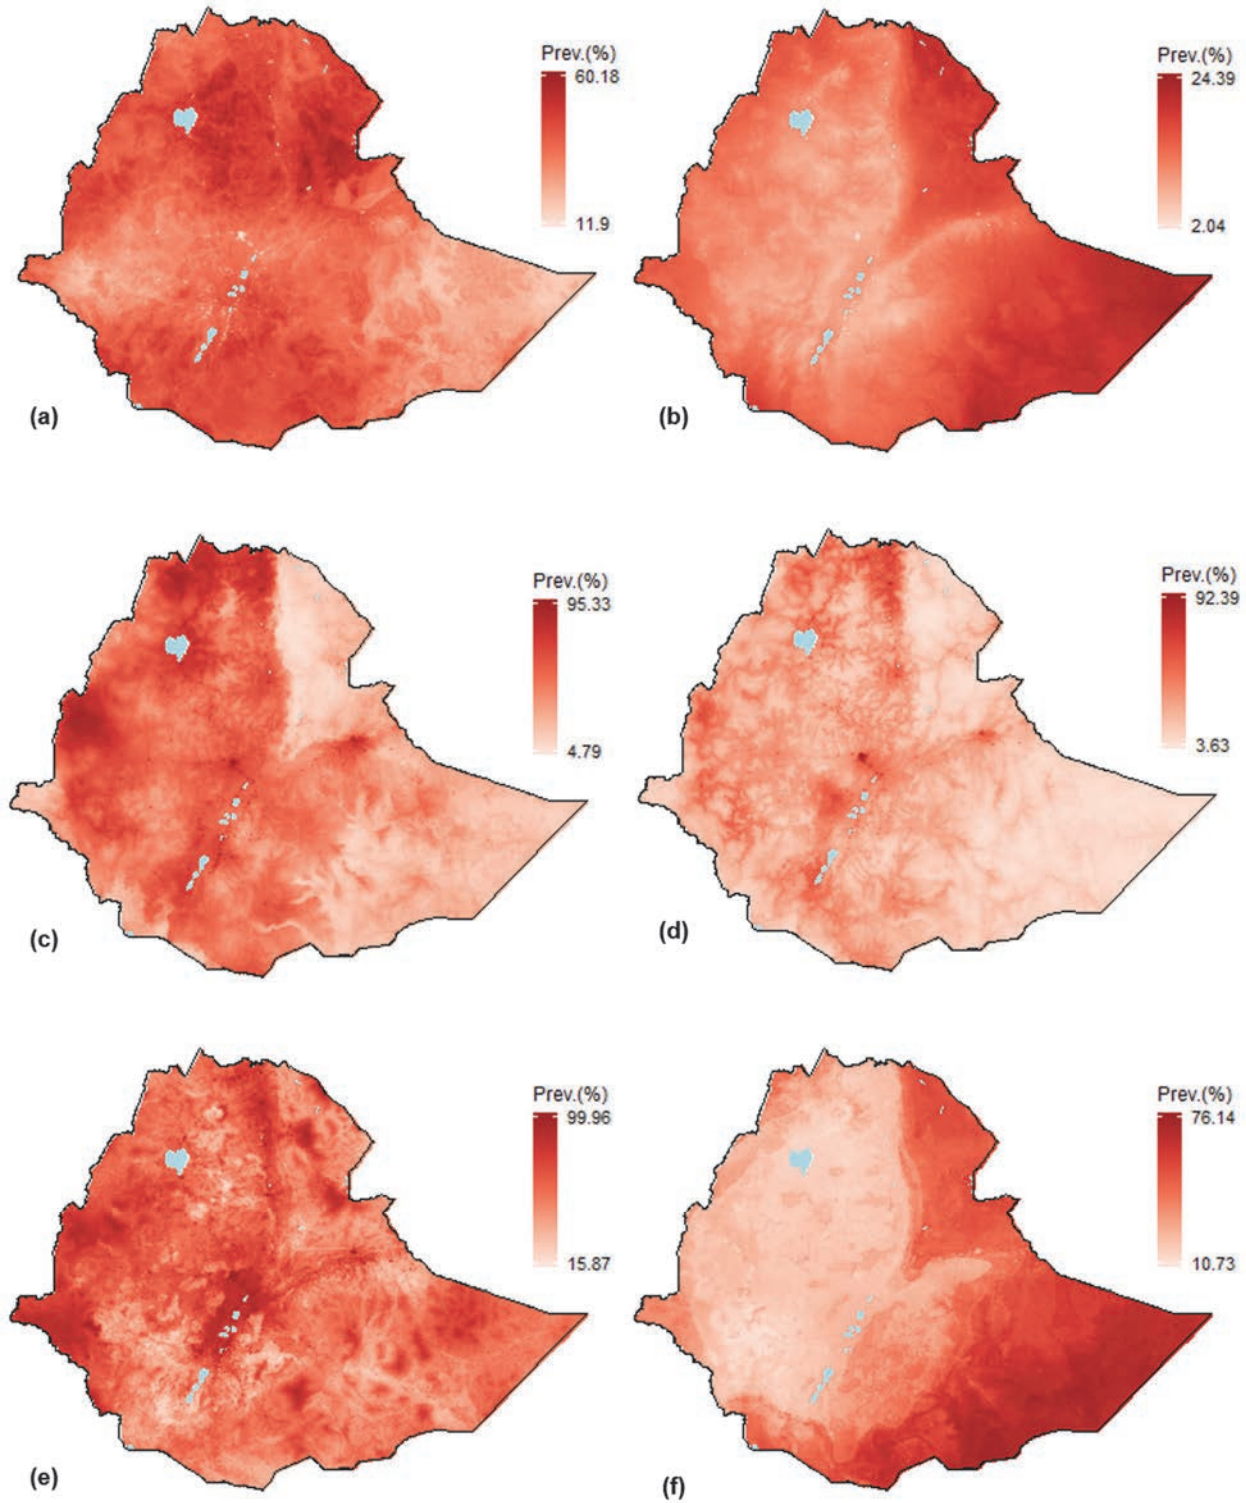 Prev.(%)
60.18
11.9
(a)
Prev.(%)
24.39
2.04
(b)
Prev.(%)
95.33
4.79
(c)
Prev.(%)
92.39
3.63
(d)
Prev.(%)
99.96
15.87
(e)
Prev.(%)
76.14
10.73
(f)